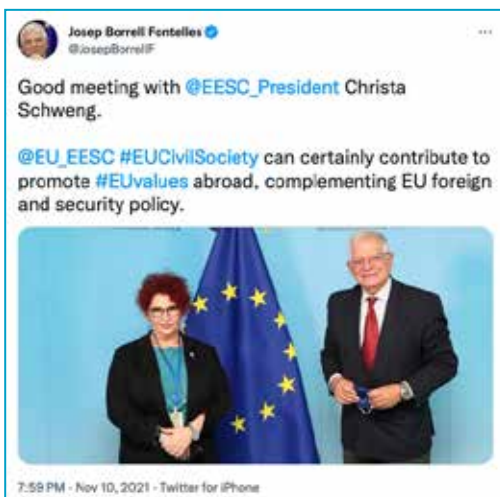 Josep Borrell Fontelles
@JosepBorrellF
Good meeting with @EESC_President Christa
Schweng.
@EU_EESC #EUCivilSociety can certainly contribute to
promote #EUvalues abroad, complementing EU foreign
and security policy.
7:59 PM · Nov 10, 2021 · Twitter for iPhone